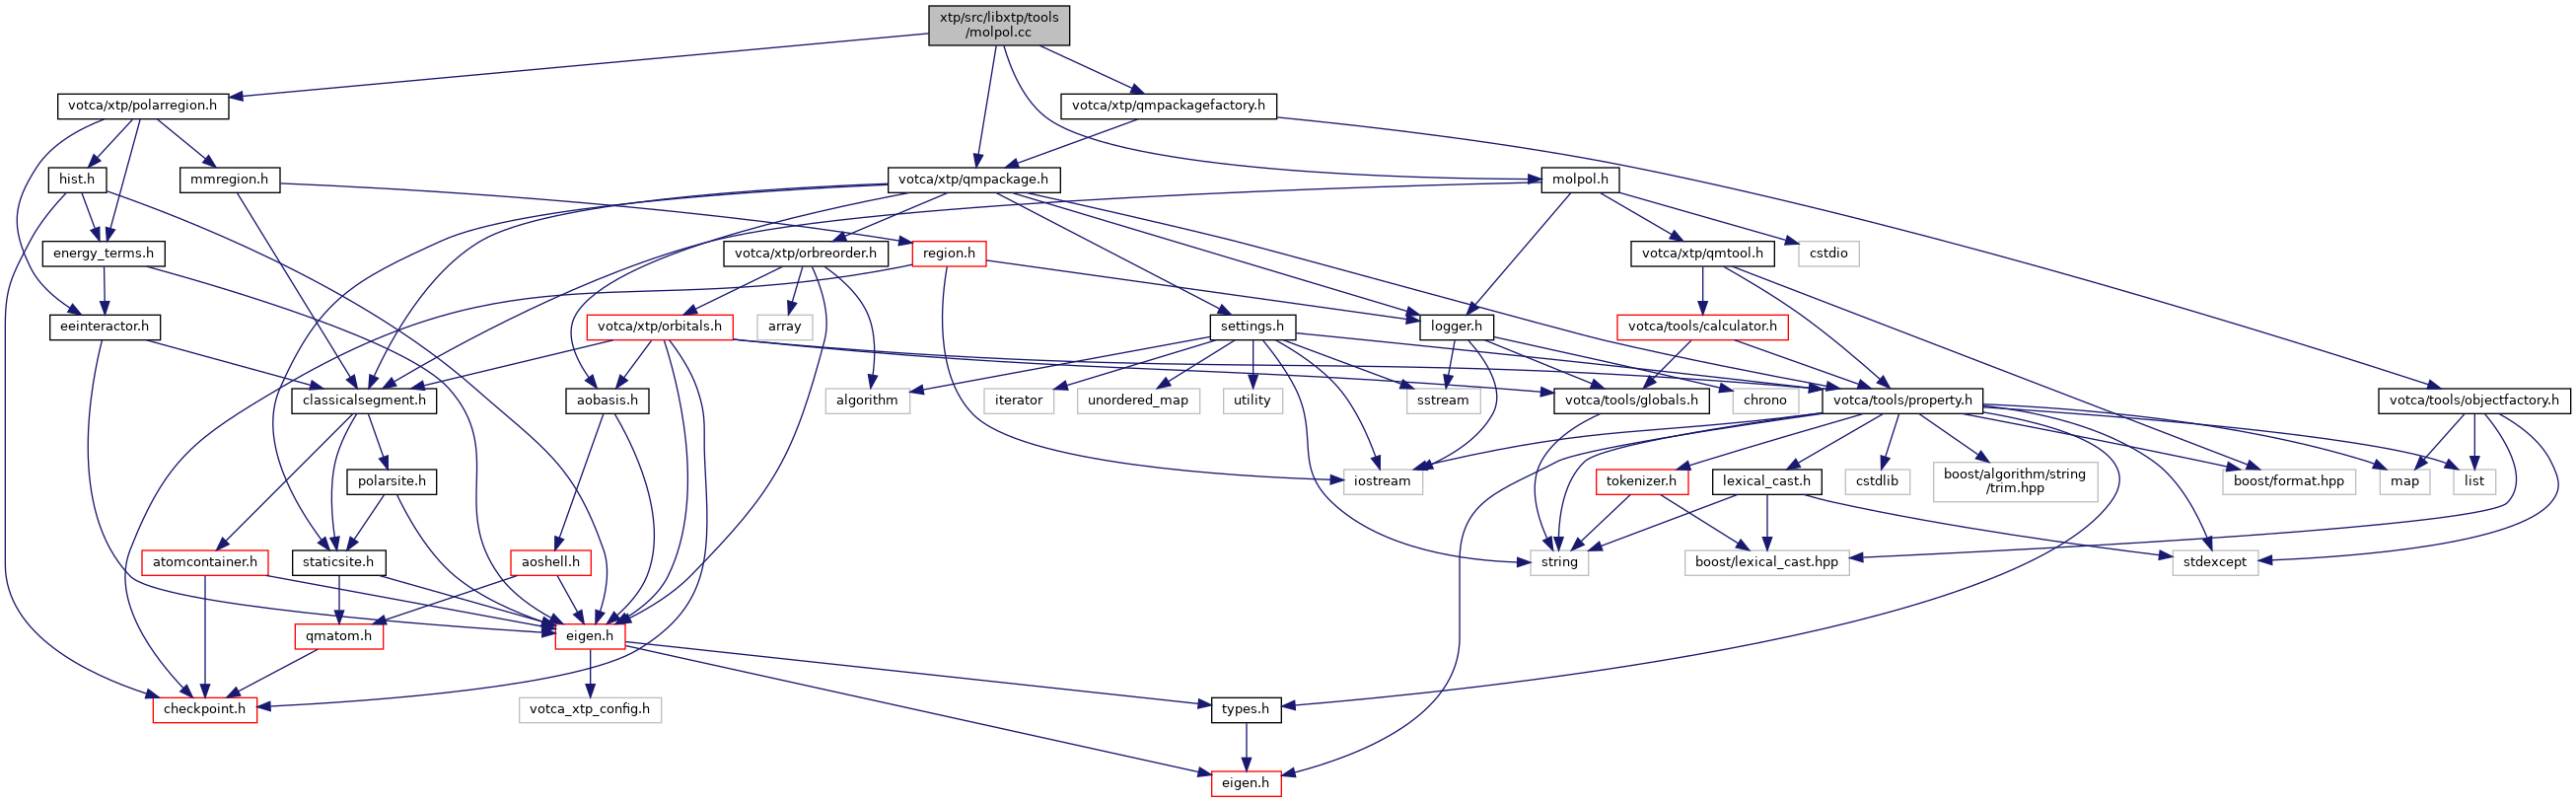 xtp/src/libxtp/tools
/molpol.cc
votca/xtp/polarregion.h
votca/xtp/qmpackagefactory.h
hist.h
mmregion.h
votca/xtp/qmpackage.h
molpol.h
energy_terms.h
votca/xtp/orbreorder.h
region.h
votca/xtp/qmtool.h
cstdio
eeinteractor.h
votca/xtp/orbitals.h
array
settings.h
logger.h
votca/tools/calculator.h
classicalsegment.h
aobasis.h
algorithm
iterator
unordered_map
utility
sstream
votca/tools/globals.h
chrono
votca/tools/property.h
votca/tools/objectfactory.h
polarsite.h
iostream
tokenizer.h
lexical_cast.h
cstdlib
boost/algorithm/string
/trim.hpp
boost/format.hpp
map
list
atomcontainer.h
staticsite.h
aoshell.h
string
boost/lexical_cast.hpp
stdexcept
qmatom.h
eigen.h
checkpoint.h
votca_xtp_config.h
types.h
eigen.h